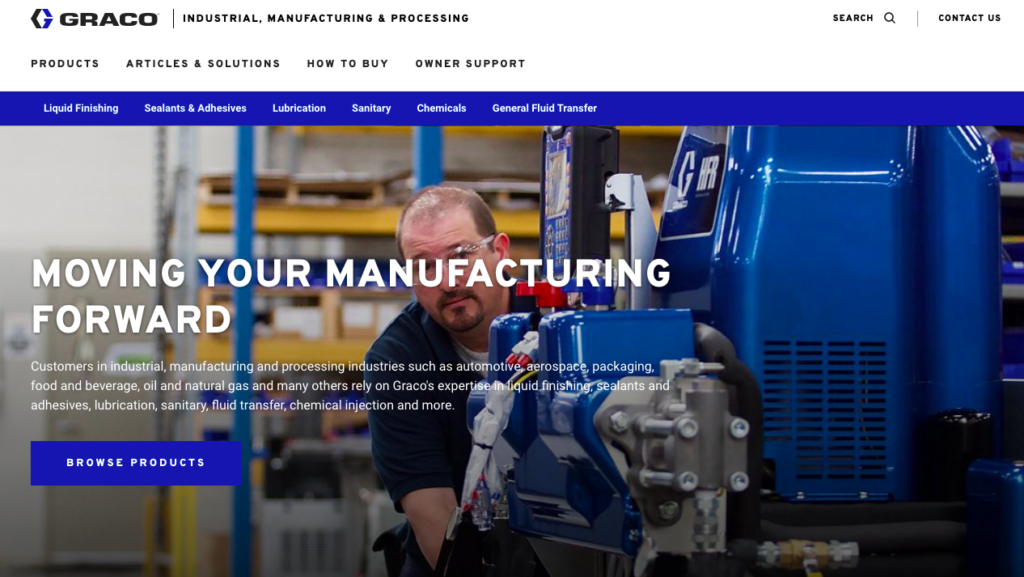 GRACO INDUSTRIAL, MANUFACTURING & PROCESSING SEARCH CONTACT US
PRODUCTS ARTICLES & SOLUTIONS HOW TO BUY OWNER SUPPORT
Liquid Finishing Sealants & Adhesives Lubrication Sanitary Chemicals General Fluid Transfer
G HFR
MOVING YOUR MANUFACTURING
FORWARD
Customers in industrial, manufacturing and processing industries such as automotive, aerospace, packaging,
food and beverage, oil and natural gas and many others rely on Graco's expertise in liquid finishing, sealants and
adhesives, lubrication, sanitary, fluid transfer, chemical injection and more.
BROWSE PRODUCTS